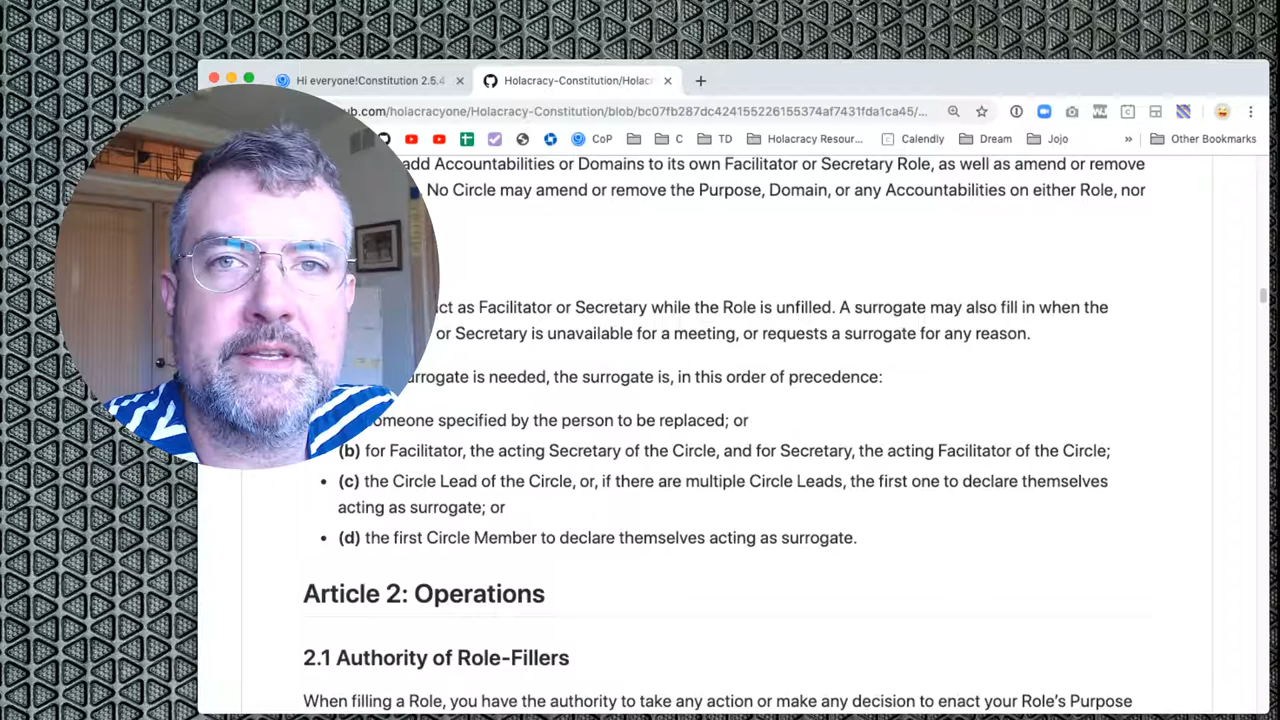 Hi everyone!Constitution 2.5.4
Holacracy-Constitution/Holac
ub.com/holacracyone/Holacracy-Constitution/blob/bc07fb287dc424155226155374af7431fda1ca45/...
CoP
C
TD
Holacracy Resour...
Calendly
Dream
Jojo
»
Other Bookmarks
add Accountabilities or Domains to its own Facilitator or Secretary Role, as well as amend or remove
. No Circle may amend or remove the Purpose, Domain, or any Accountabilities on either Role, nor
ct as Facilitator or Secretary while the Role is unfilled. A surrogate may also fill in when the
or Secretary is unavailable for a meeting, or requests a surrogate for any reason.
urrogate is needed, the surrogate is, in this order of precedence:
omeone specified by the person to be replaced; or
(b) for Facilitator, the acting Secretary of the Circle, and for Secretary, the acting Facilitator of the Circle;
• (c) the Circle Lead of the Circle, or, if there are multiple Circle Leads, the first one to declare themselves
acting as surrogate; or
• (d) the first Circle Member to declare themselves acting as surrogate.
Article 2: Operations
2.1 Authority of Role-Fillers
When filling a Role, you have the authority to take any action or make any decision to enact your Role's Purpose